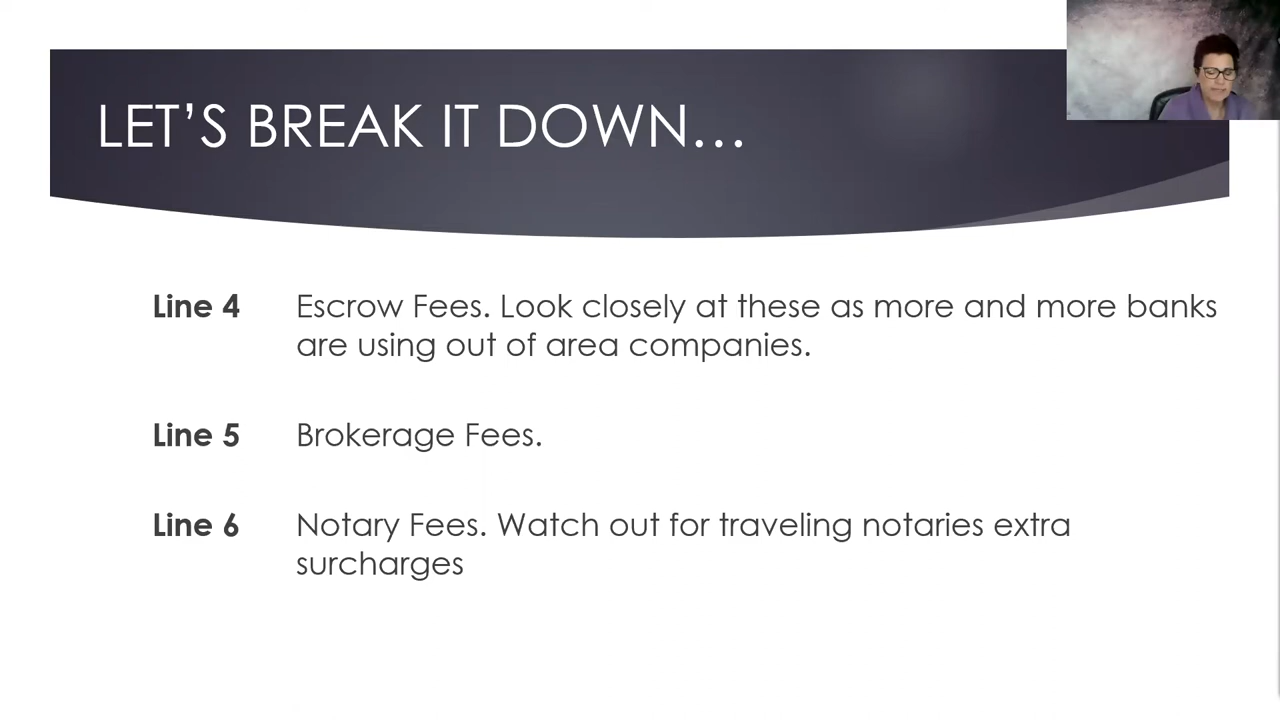 LET’S BREAK IT DOWN…
Line 4 Escrow Fees. Look closely at these as more and more banks
are using out of area companies.
Line 5 Brokerage Fees.
Line 6 Notary Fees. Watch out for traveling notaries extra
surcharges